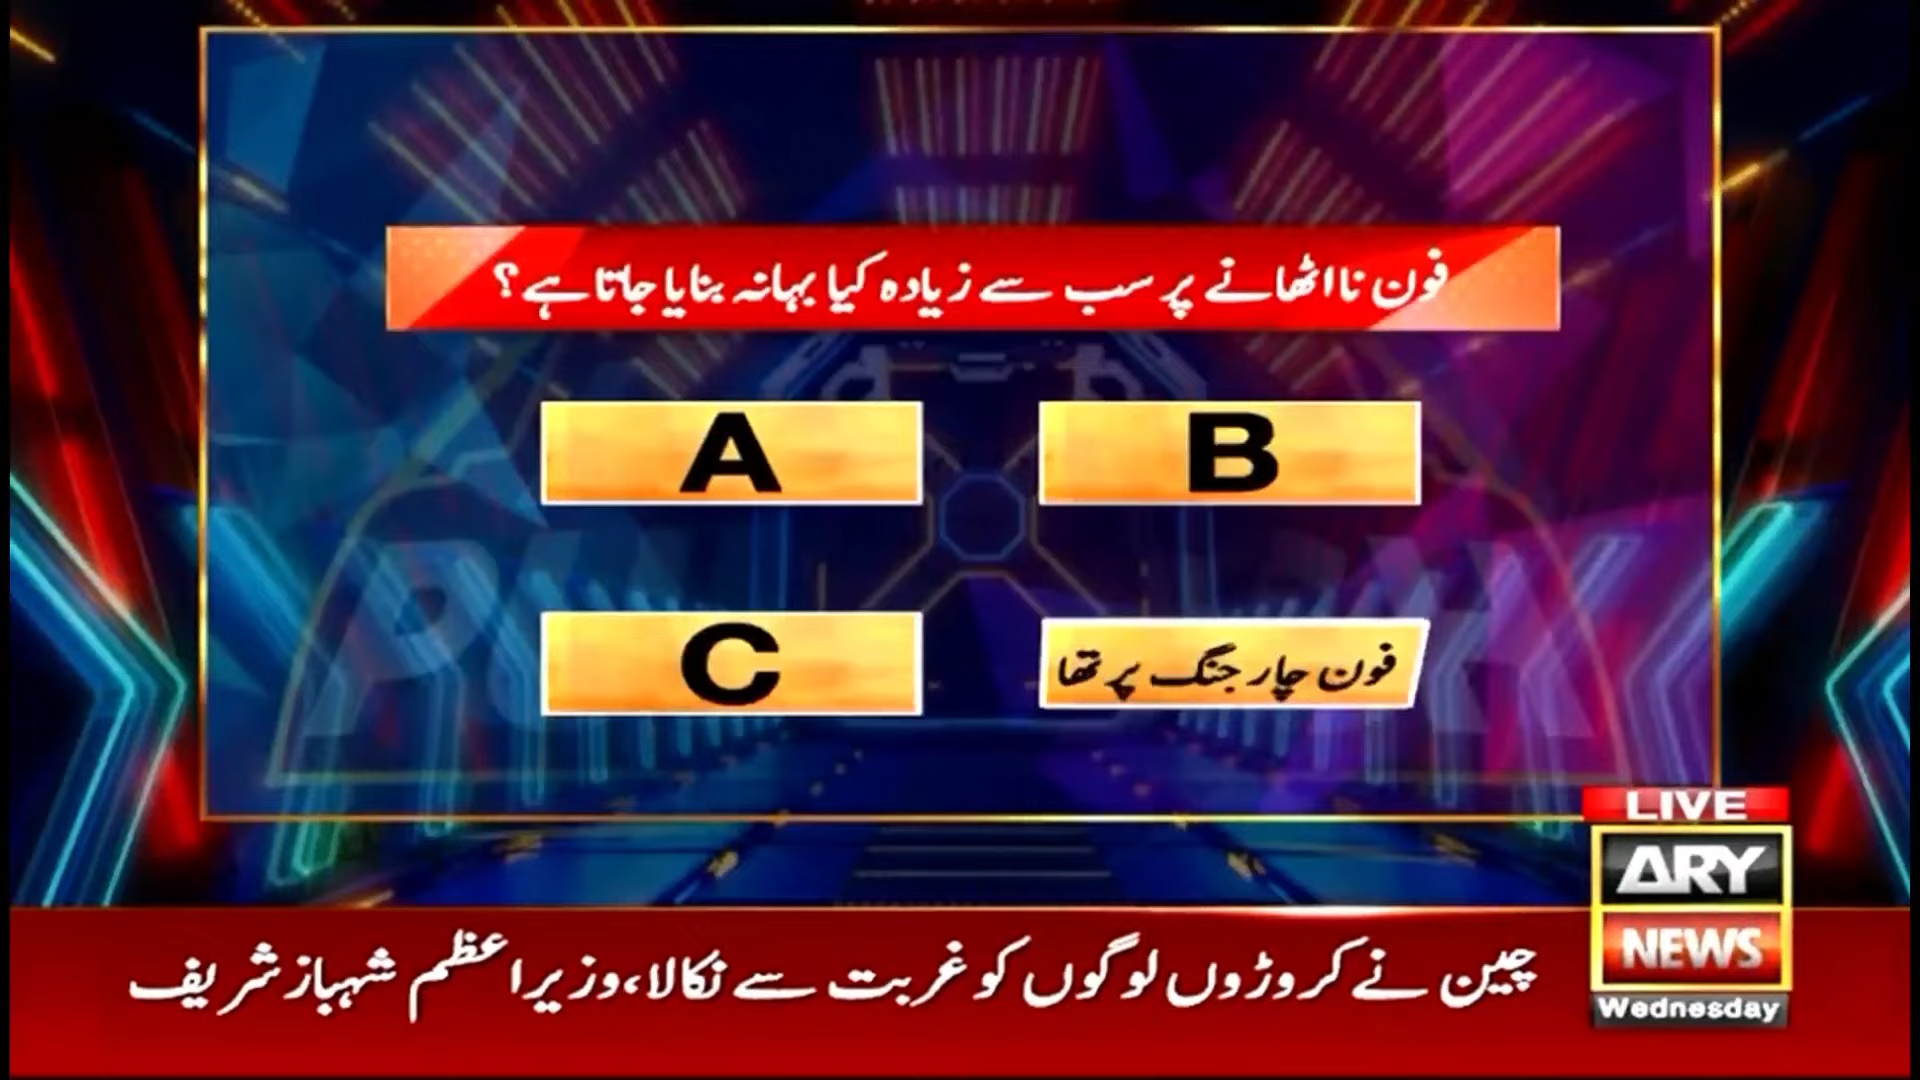 فون نا اٹھانے پر سب سے زیادہ کیا بہانہ بنایا جاتا ہے؟
A
B
C
فون چارجنگ پر تھا
LIVE
ARY
NEWS
Wednesday
چین نے کروڑوں لوگوں کو غربت سے نکالا، وزیراعظم شہباز شریف